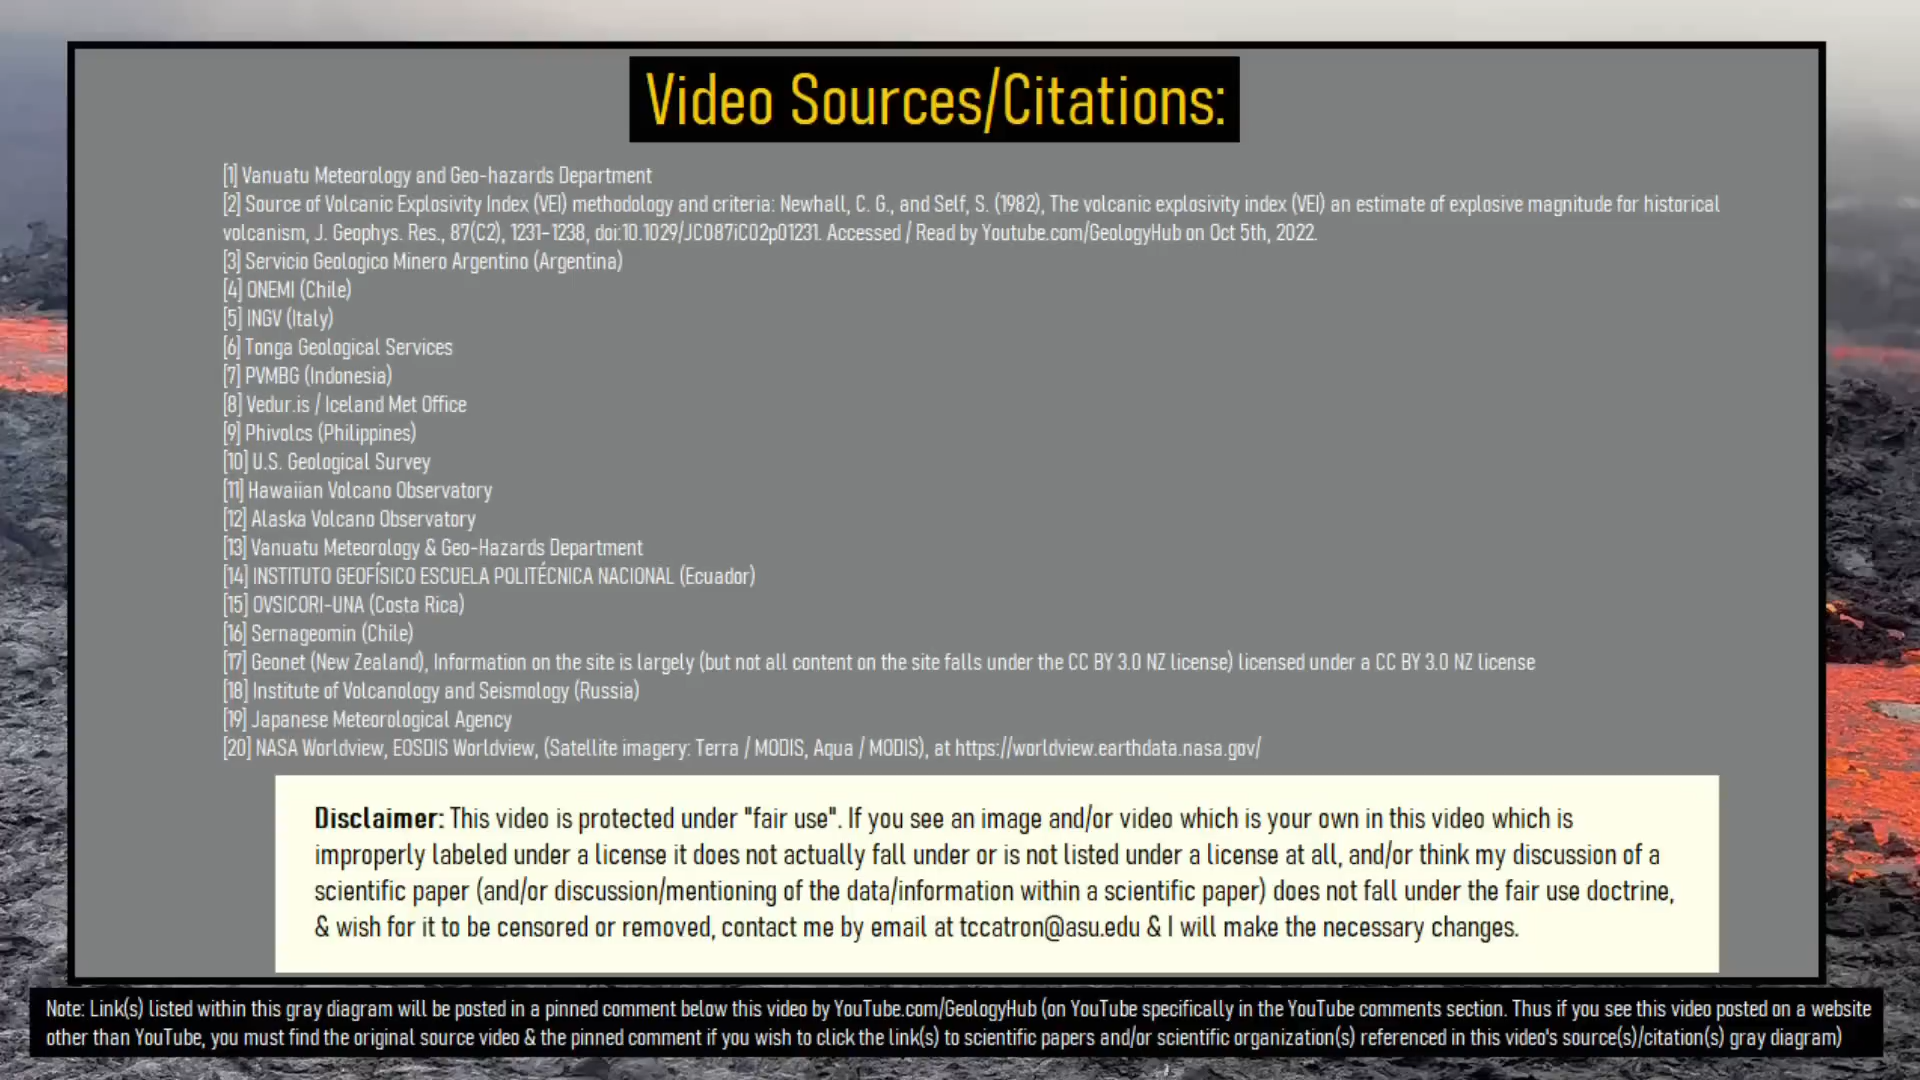 Video Sources/Citations:
[1] Vanuatu Meteorology and Geo-hazards Department
[2] Source of Volcanic Explosivity Index (VEI) methodology and criteria: Newhall, C. G., and Self, S. (1982), The volcanic explosivity index (VEI) an estimate of explosive magnitude for historical
volcanism, J. Geophys. Res., 87(C2), 1231-1238, doi:10.1029/JC087iC02p01231. Accessed / Read by Youtube.com/GeologyHub on Oct 5th, 2022.
[3] Servicio Geologico Minero Argentino (Argentina)
[4] ONEMI (Chile)
[5] INGV (Italy)
[6] Tonga Geological Services
[7] PVMBG (Indonesia)
[8] Vedur.is / Iceland Met Office
[9] Phivolcs (Philippines)
[10] U.S. Geological Survey
[11] Hawaiian Volcano Observatory
[12] Alaska Volcano Observatory
[13] Vanuatu Meteorology & Geo-Hazards Department
[14] INSTITUTO GEOFÍSICO ESCUELA POLITÉCNICA NACIONAL (Ecuador)
[15] OVSICORI-UNA (Costa Rica)
[16] Sernageomin (Chile)
[17] Geonet (New Zealand), Information on the site is largely (but not all content on the site falls under the CC BY 3.0 NZ license) licensed under a CC BY 3.0 NZ license
[18] Institute of Volcanology and Seismology (Russia)
[19] Japanese Meteorological Agency
[20] NASA Worldview, EOSDIS Worldview, (Satellite imagery: Terra / MODIS, Aqua / MODIS), at https://worldview.earthdata.nasa.gov/
Disclaimer: This video is protected under "fair use". If you see an image and/or video which is your own in this video which is
improperly labeled under a license it does not actually fall under or is not listed under a license at all, and/or think my discussion of a
scientific paper (and/or discussion/mentioning of the data/information within a scientific paper) does not fall under the fair use doctrine,
& wish for it to be censored or removed, contact me by email at tccatron@asu.edu & I will make the necessary changes.
Note: Link(s) listed within this gray diagram will be posted in a pinned comment below this video by YouTube.com/GeologyHub (on YouTube specifically in the YouTube comments section. Thus if you see this video posted on a website
other than YouTube, you must find the original source video & the pinned comment if you wish to click the link(s) to scientific papers and/or scientific organization(s) referenced in this video's source(s)/citation(s) gray diagram)